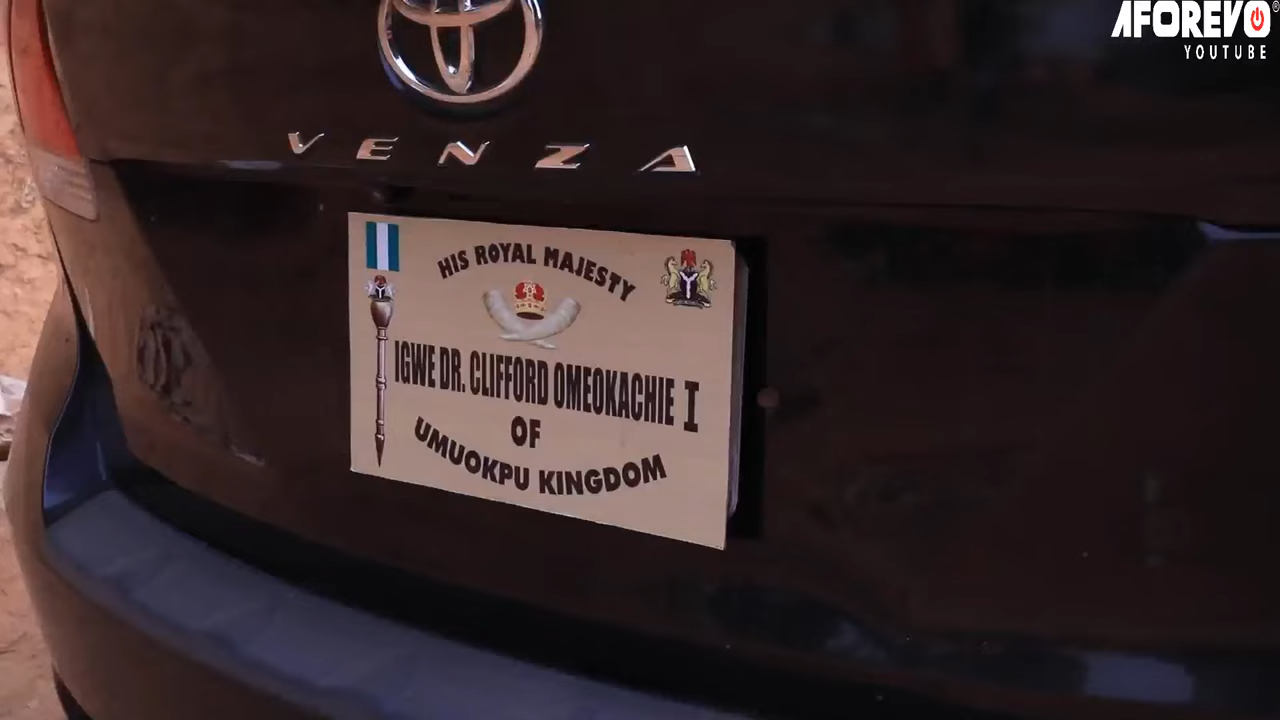 AFOREVO
YOUTUBE
VENZA
HIS ROYAL MAJESTY
IGWE DR. CLIFFORD OMEOKACHIE I
OF
UMUOKPU KINGDOM